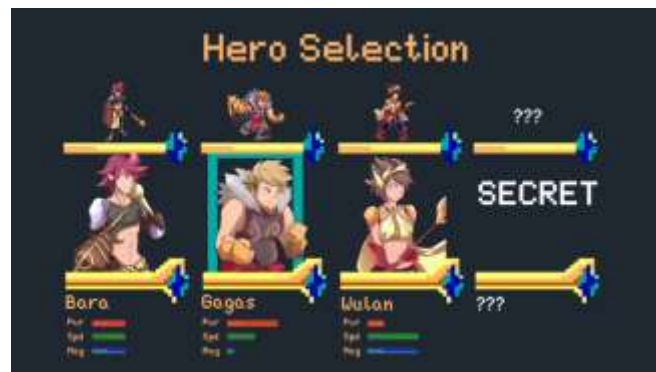 Hero Selection
???
SECRET
Bara
Gagas
Wulan
???
Pwr
Spd
Mag
Pwr
Spd
Mag
Pwr
Spd
Mag